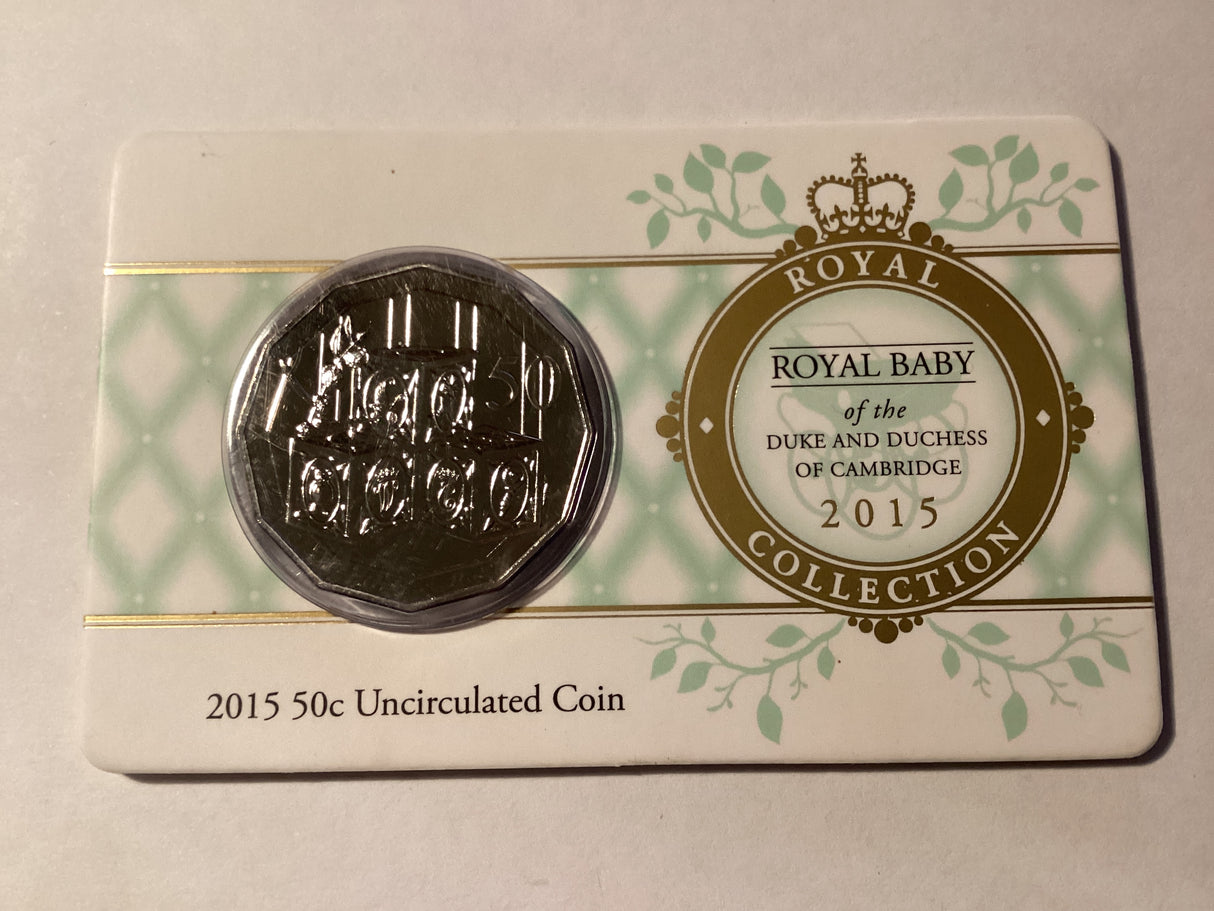 50
2015 50c Uncirculated Coin
ROYAL
ROYAL BABY
of the
DUKE AND DUCHESS
OF CAMBRIDGE
2015
COLLECTION